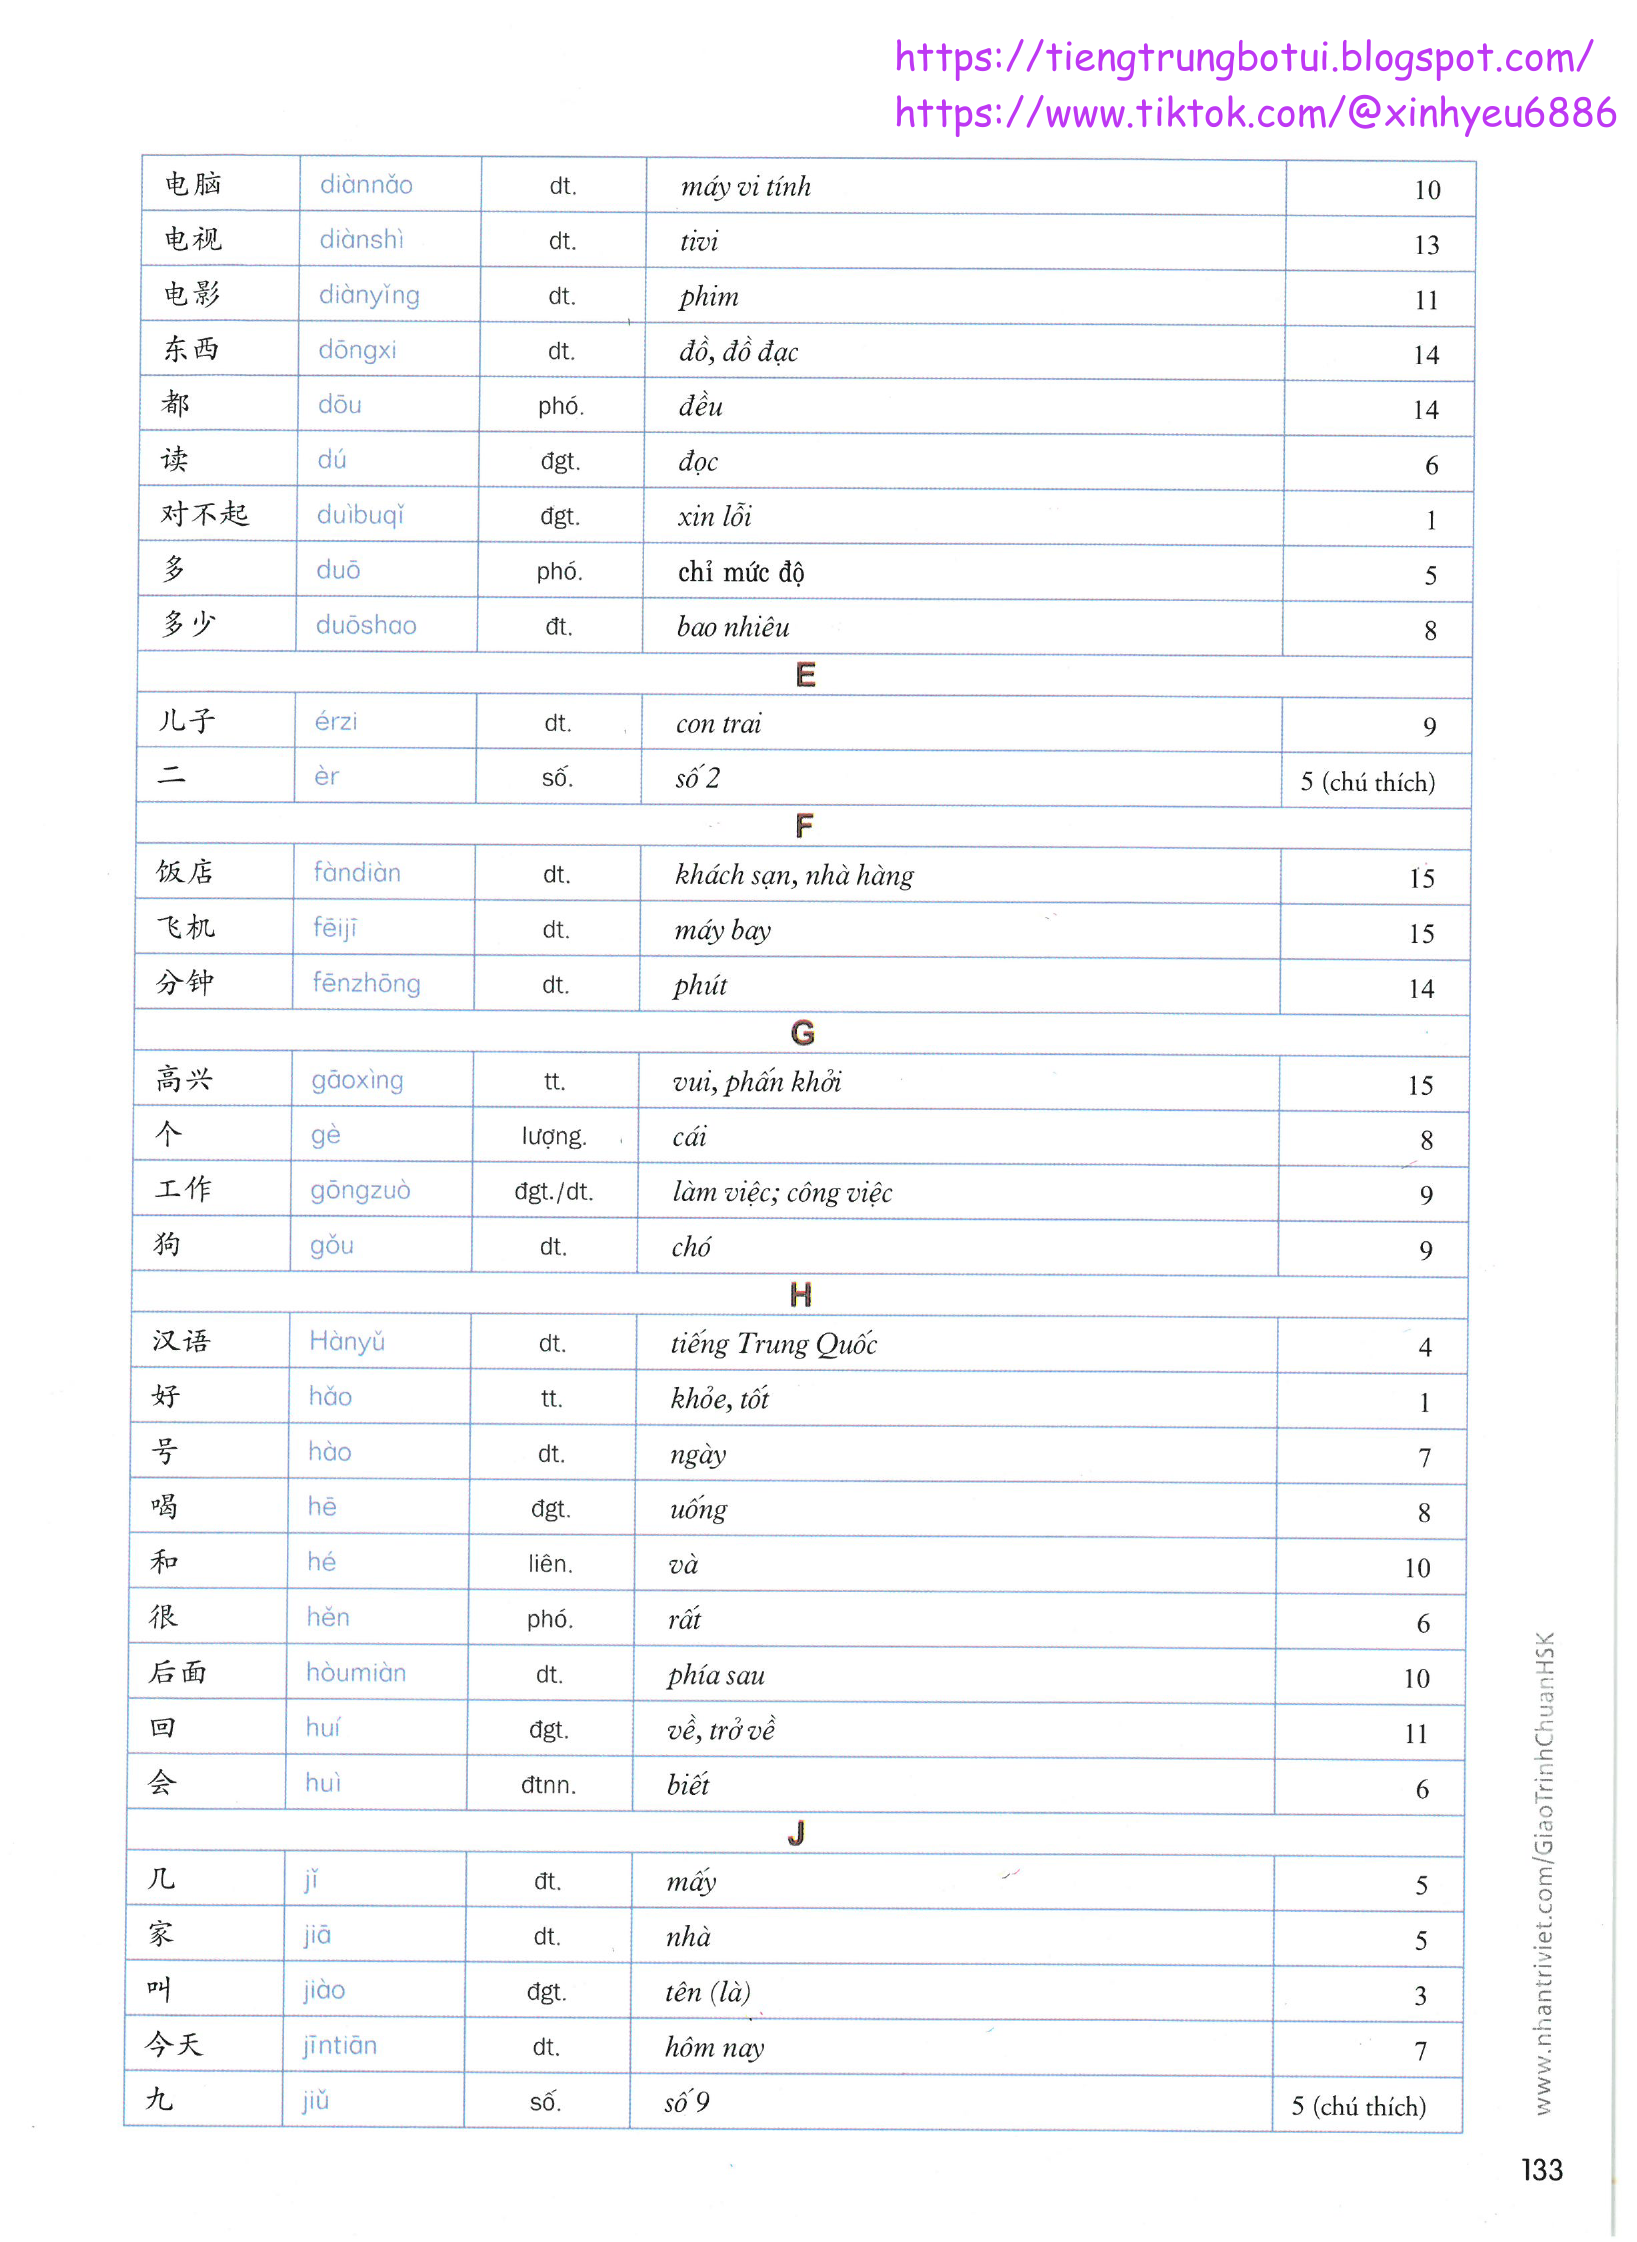 https://tiengtrungbotui.blogspot.com/
https://www.tiktok.com/@xinhyeu6886
电脑 diànnǎo dt. máy vi tính 10
电视 diànshì dt. tivi 13
电影 diànyǐng dt. phim 11
东西 dōngxi dt. đồ, đồ đạc 14
都 dōu phó. đều 14
读 dú đgt. đọc 6
对不起 duìbuqǐ đgt. xin lỗi 1
多 duō phó. chỉ mức độ 5
多少 duōshao đt. bao nhiêu 8
E
儿子 érzi dt. con trai 9
二 èr số. số 2 5 (chú thích)
F
饭店 fàndiàn dt. khách sạn, nhà hàng 15
飞机 fēijī dt. máy bay 15
分钟 fēnzhōng dt. phút 14
G
高兴 gāoxìng tt. vui, phấn khởi 15
个 gè lượng. cái 8
工作 gōngzuò đgt./dt. làm việc; công việc 9
狗 gǒu dt. chó 9
H
汉语 Hànyǔ dt. tiếng Trung Quốc 4
好 hǎo tt. khỏe, tốt 1
号 hào dt. ngày 7
喝 hē đgt. uống 8
和 hé liên. và 10
很 hěn phó. rất 6
后面 hòumiàn dt. phía sau 10
回 huí đgt. về, trở về 11
会 huì đtnn. biết 6
J
几 jǐ đt. mấy 5
家 jiā dt. nhà 5
叫 jiào đgt. tên (là) 3
今天 jīntiān dt. hôm nay 7
九 jiǔ số. số 9 5 (chú thích)
www.nhantriviet.com/GiaoTrinhChuanHSK
133